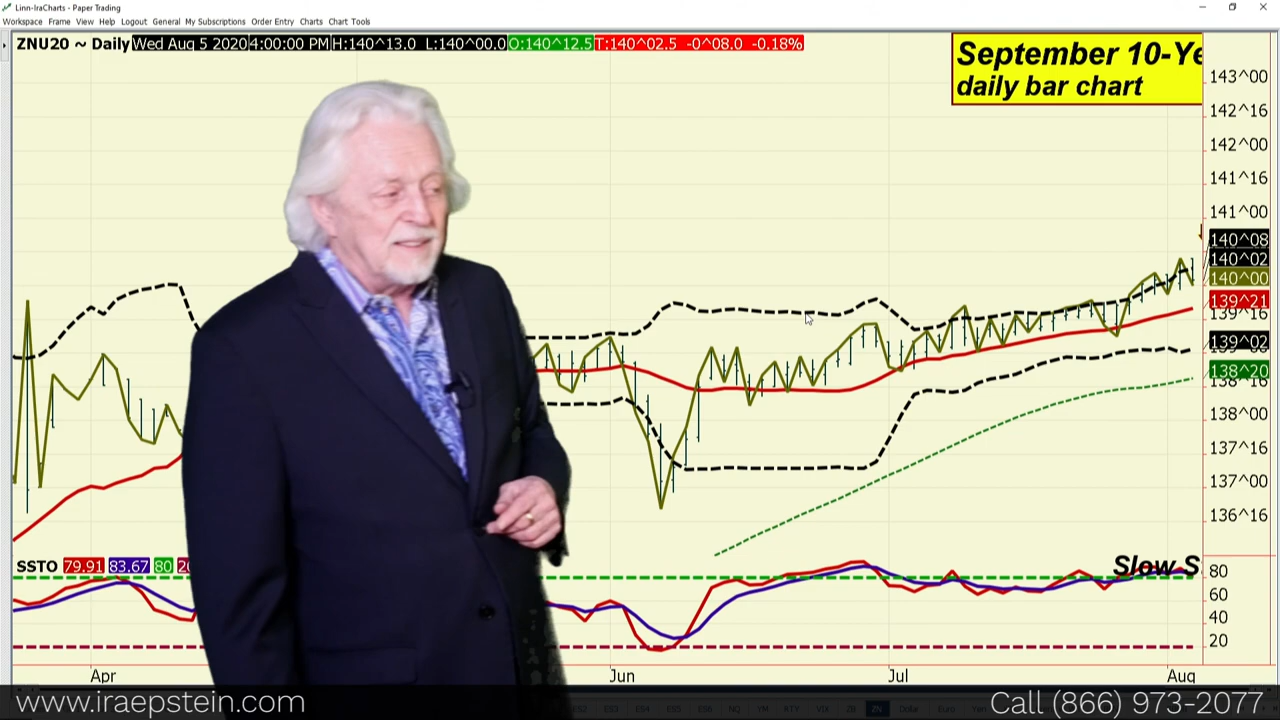 Linn-IraCharts - Paper Trading
Workspace Frame View Help Logout General My Subscriptions Order Entry Charts Chart Tools
ZNU20 ~ Daily Wed Aug 5 2020 4:00:00 PM H:140^13.0 L:140^00.0 O:140^12.5 T:140^02.5 -0^08.0 -0.18%
September 10-Ye
daily bar chart
143^00
142^16
142^00
141^16
141^00
140^08
140^02
140^00
139^21
139^16
139^02
138^20
138^16
138^00
137^16
137^00
136^16
SSTO 79.91 83.67 80 20
Slow S
80
60
40
20
Apr Jun Jul Aug
www.iraepstein.com Call (866) 973-2077